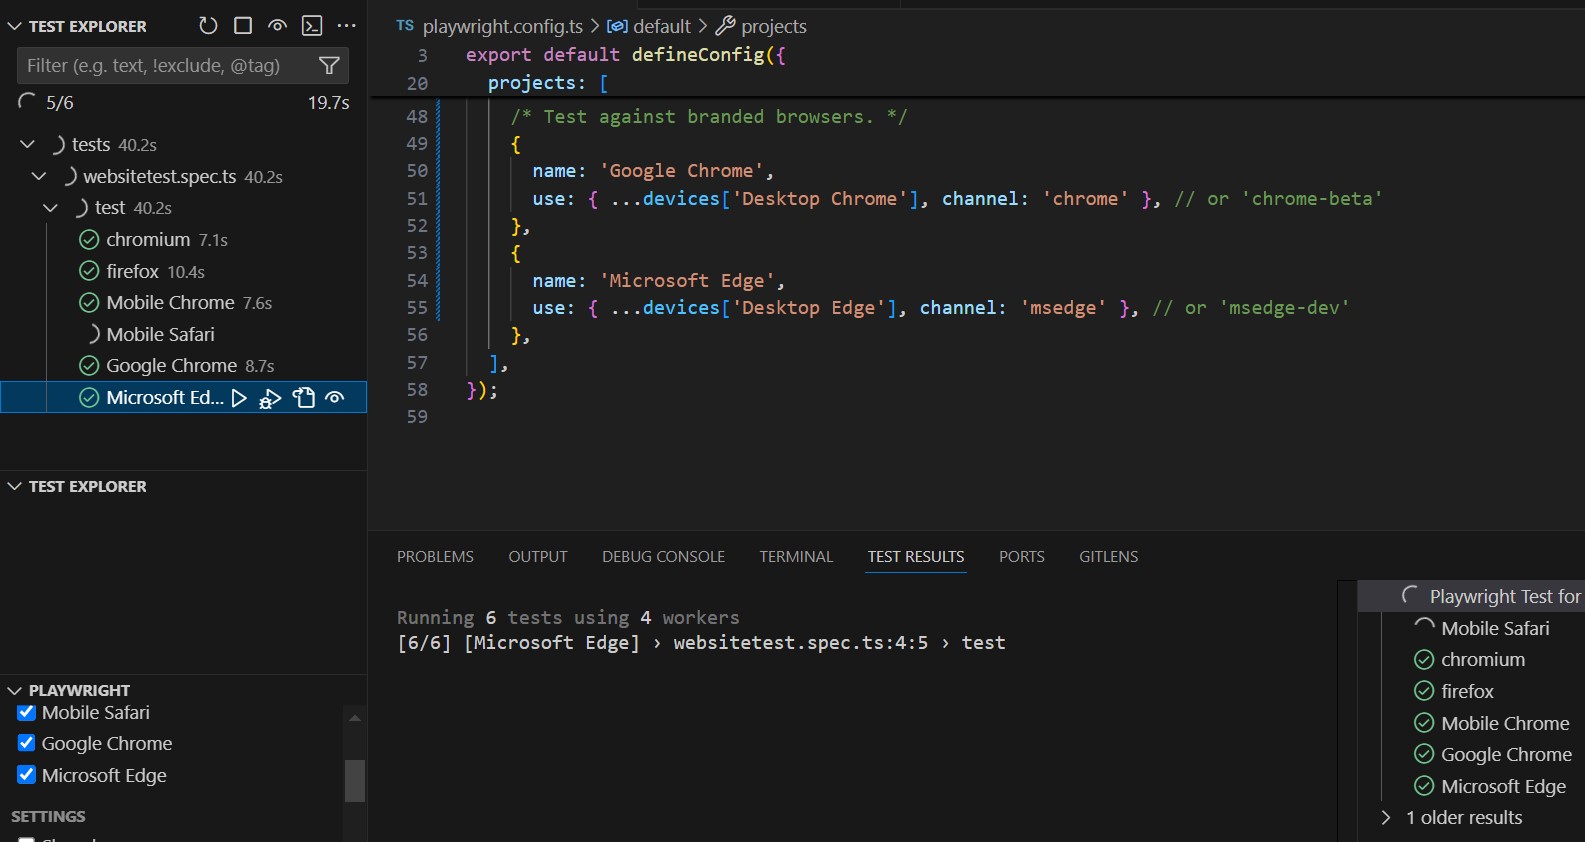 TEST EXPLORER
Filter (e.g. text, !exclude, @tag)
5/6 19.7s
tests 40.2s
websitetest.spec.ts 40.2s
test 40.2s
chromium 7.1s
firefox 10.4s
Mobile Chrome 7.6s
Mobile Safari
Google Chrome 8.7s
Microsoft Ed...
TEST EXPLORER
PLAYWRIGHT
Mobile Safari
Google Chrome
Microsoft Edge
SETTINGS
TS playwright.config.ts > default > projects
3 export default defineConfig({
20 projects: [
48 /* Test against branded browsers. */
49 {
50 name: 'Google Chrome',
51 use: { ...devices['Desktop Chrome'], channel: 'chrome' }, // or 'chrome-beta'
52 },
53 {
54 name: 'Microsoft Edge',
55 use: { ...devices['Desktop Edge'], channel: 'msedge' }, // or 'msedge-dev'
56 },
57 ],
58 });
59
PROBLEMS OUTPUT DEBUG CONSOLE TERMINAL TEST RESULTS PORTS GITLENS
Running 6 tests using 4 workers
[6/6] [Microsoft Edge] › websitetest.spec.ts:4:5 › test
Playwright Test for
Mobile Safari
chromium
firefox
Mobile Chrome
Google Chrome
Microsoft Edge
1 older results